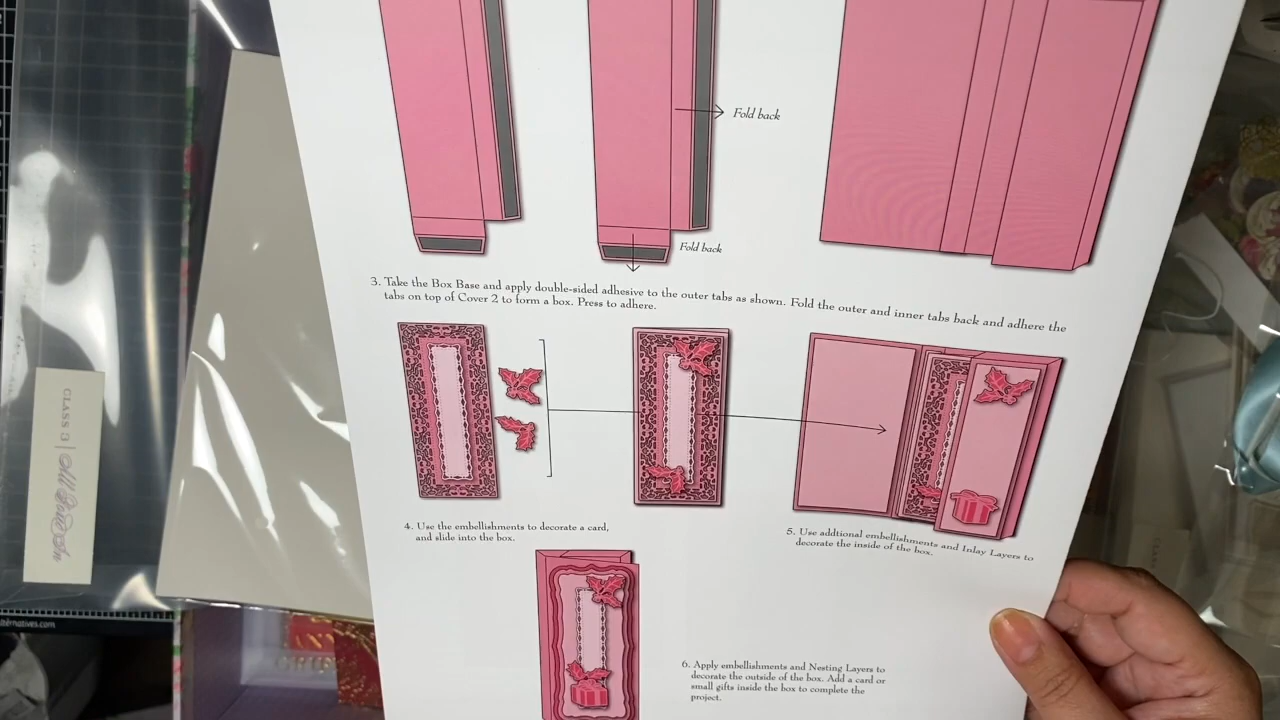 Fold back
Fold back
3. Take the Box Base and apply double-sided adhesive to the outer tabs as shown. Fold the outer and inner tabs back and adhere the
tabs on top of Cover 2 to form a box. Press to adhere.
4. Use the embellishments to decorate a card,
and slide into the box.
5. Use addtional embellishments and Inlay Layers to
decorate the inside of the box.
6. Apply embellishments and Nesting Layers to
decorate the outside of the box. Add a card or
small gifts inside the box to complete the
project.
CLASS 3
lternatives.com